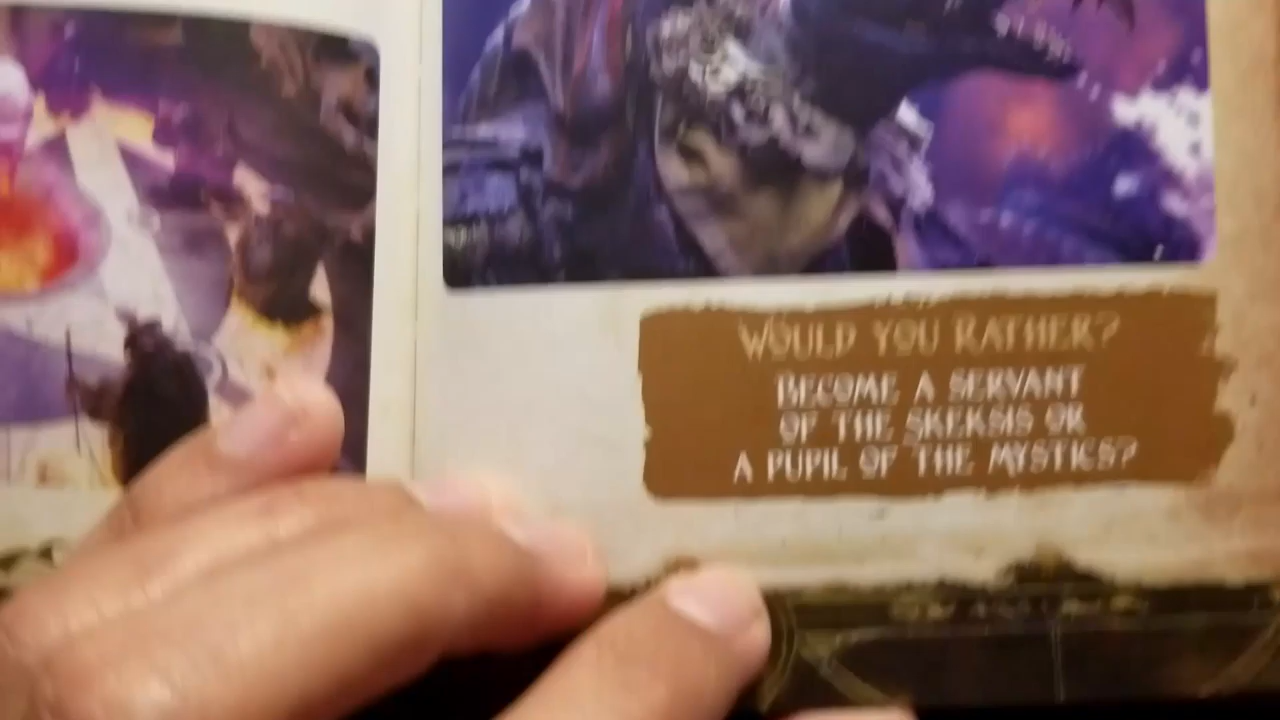 WOULD YOU RATHER?
BECOME A SERVANT
OF THE SKEKSIS OR
A PUPIL OF THE MYSTICS?